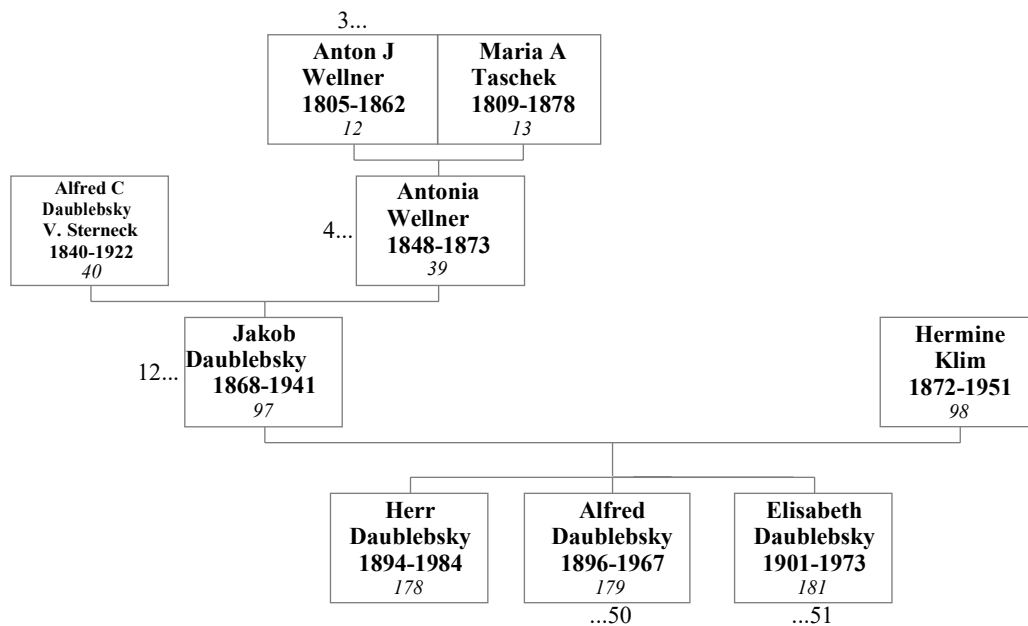 3...
Anton J
Wellner
1805-1862
12
Maria A
Taschek
1809-1878
13
Alfred C
Daublebsky
V. Sterneck
1840-1922
40
4...
Antonia
Wellner
1848-1873
39
12...
Jakob
Daublebsky
1868-1941
97
Hermine
Klim
1872-1951
98
Herr
Daublebsky
1894-1984
178
Alfred
Daublebsky
1896-1967
179
Elisabeth
Daublebsky
1901-1973
181
...50
...51